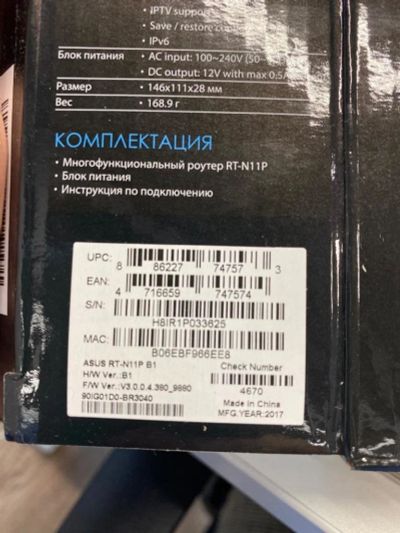 • IPTV support
• Save / restore
• IPv6
Блок питания • AC input: 100~240V (50
• DC output: 12V with max 0.5A
Размер 146x111x28 мм
Вес • 168.9 г
КОМПЛЕКТАЦИЯ
• Многофункциональный роутер RT-N11P
• Блок питания
• Инструкция по подключению
UPC: 8 86227 74757 3
EAN: 4 716659 747574
S/N: H8IR1P033625
MAC: B06EBF966EE8
ASUS RT-N11P B1 Check Number
H/W Ver.:B1 4670
F/W Ver.:V3.0.0.4.380_9880 Made in China
90IG01D0-BR3040 MFG.YEAR:2017